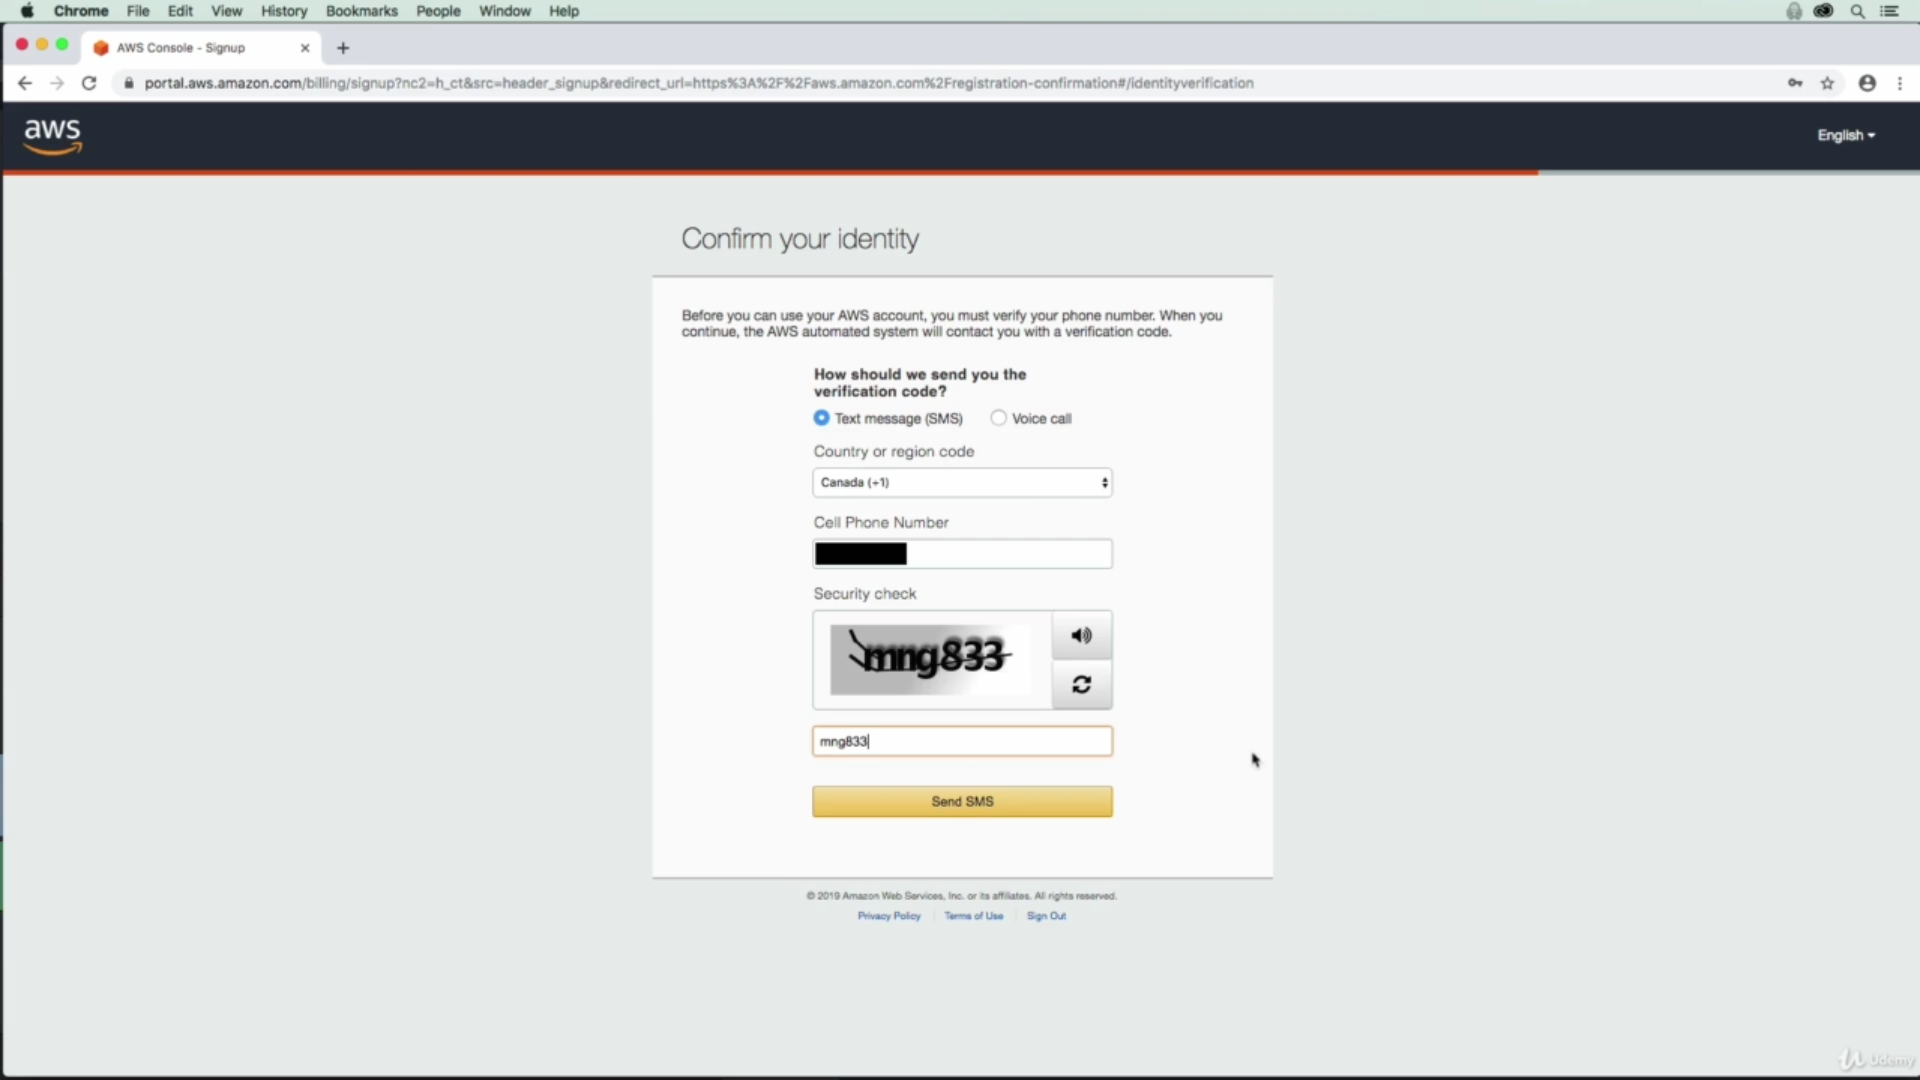 Chrome File Edit View History Bookmarks People Window Help
AWS Console - Signup
portal.aws.amazon.com/billing/signup?nc2=h_ct&src=header_signup&redirect_url=https%3A%2F%2Faws.amazon.com%2Fregistration-confirmation#/identityverification
aws
English
Confirm your identity
Before you can use your AWS account, you must verify your phone number. When you
continue, the AWS automated system will contact you with a verification code.
How should we send you the
verification code?
Text message (SMS) Voice call
Country or region code
Canada (+1)
Cell Phone Number
Security check
mng833
mng833
Send SMS
© 2019 Amazon Web Services, Inc. or its affiliates. All rights reserved.
Privacy Policy Terms of Use Sign Out
Udemy